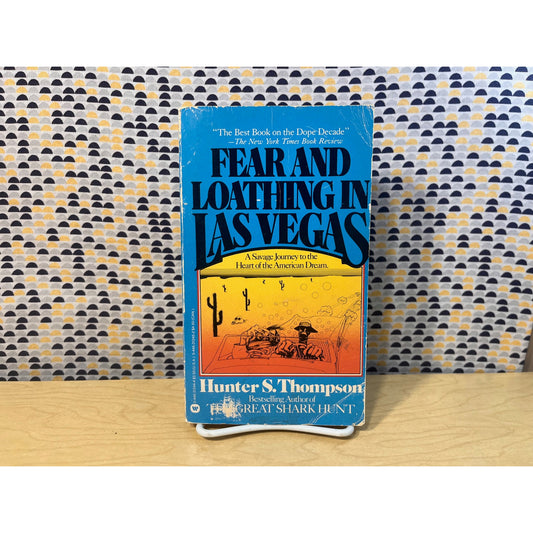 "The Best Book on the Dope Decade"
—The New York Times Book Review
FEAR AND
LOATHING IN
LAS VEGAS
A Savage Journey to the
Heart of the American Dream.
Hunter S. Thompson
Bestselling Author of
GREAT SHARK HUNT